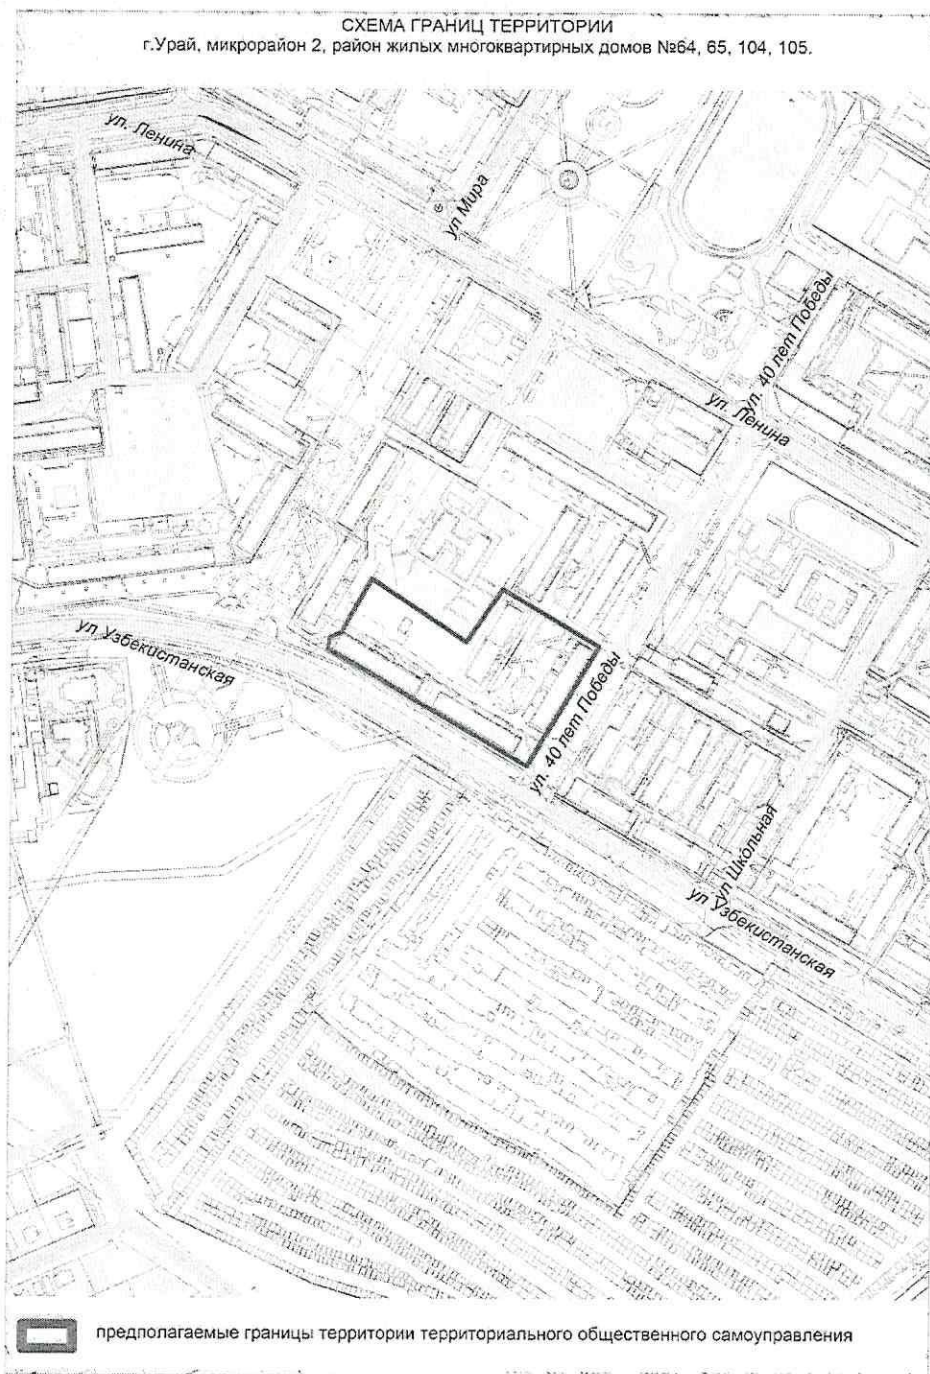 СХЕМА ГРАНИЦ ТЕРРИТОРИИ
г.Урай, микрорайон 2, район жилых многоквартирных домов №64, 65, 104, 105.
ул. Ленина
ул Мира
ул. 40 лет Победы
ул. Ленина
ул Узбекистанская
ул. 40 лет Победы
ул Школьная
ул Узбекистанская
предполагаемые границы территории территориального общественного самоуправления